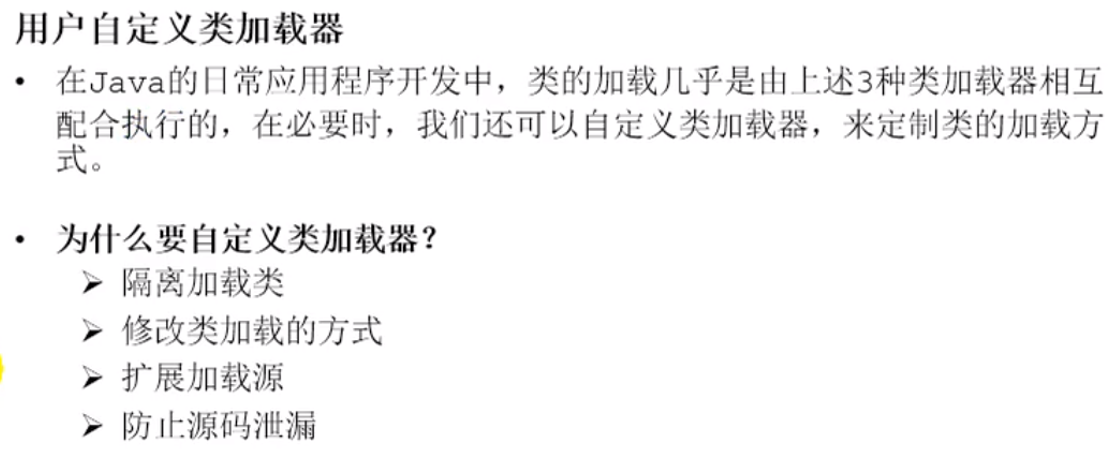 用户自定义类加载器
• 在Java的日常应用程序开发中，类的加载几乎是由上述3种类加载器相互
配合执行的，在必要时，我们还可以自定义类加载器，来定制类的加载方
式。
• 为什么要自定义类加载器？
➢ 隔离加载类
➢ 修改类加载的方式
➢ 扩展加载源
➢ 防止源码泄漏